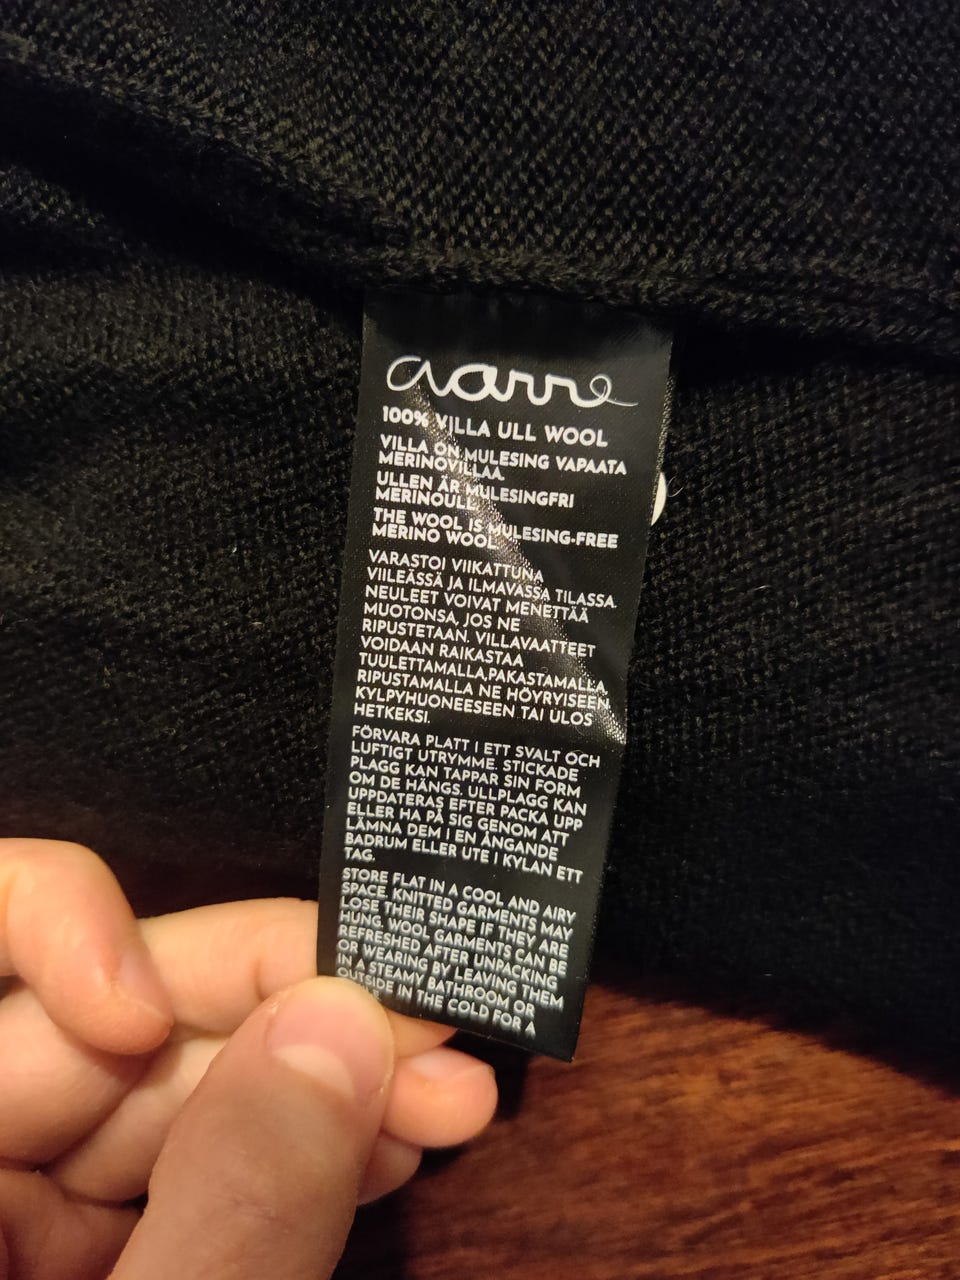 aarre
100% VILLA ULL WOOL
VILLA ON MULESING VAPAATA
MERINOVILLAA.
ULLEN ÄR MULESINGFRI
MERINOULL
THE WOOL IS MULESING-FREE
MERINO WOOL
VARASTOI VIIKATTUNA
VIILEÄSSÄ JA ILMAVASSA TILASSA.
NEULEET VOIVAT MENETTÄÄ
MUOTONSA, JOS NE
RIPUSTETAAN. VILLAVAATTEET
VOIDAAN RAIKASTAA
TUULETTAMALLA,PAKASTAMALLA,
RIPUSTAMALLA NE HÖYRYISEEN
KYLPYHUONEESEEN TAI ULOS
HETKEKSI.
FÖRVARA PLATT I ETT SVALT OCH
LUFTIGT UTRYMME. STICKADE
PLAGG KAN TAPPAR SIN FORM
OM DE HÄNGS. ULLPLAGG KAN
UPPDATERAS EFTER PACKA UPP
ELLER HA PÅ SIG GENOM ATT
LÄMNA DEM I EN ÅNGANDE
BADRUM ELLER UTE I KYLAN ETT
TAG.
STORE FLAT IN A COOL AND AIRY
SPACE. KNITTED GARMENTS MAY
LOSE THEIR SHAPE IF THEY ARE
HUNG. WOOL GARMENTS CAN BE
REFRESHED AFTER UNPACKING
OR WEARING BY LEAVING THEM
IN A STEAMY BATHROOM OR
OUTSIDE IN THE COLD FOR A